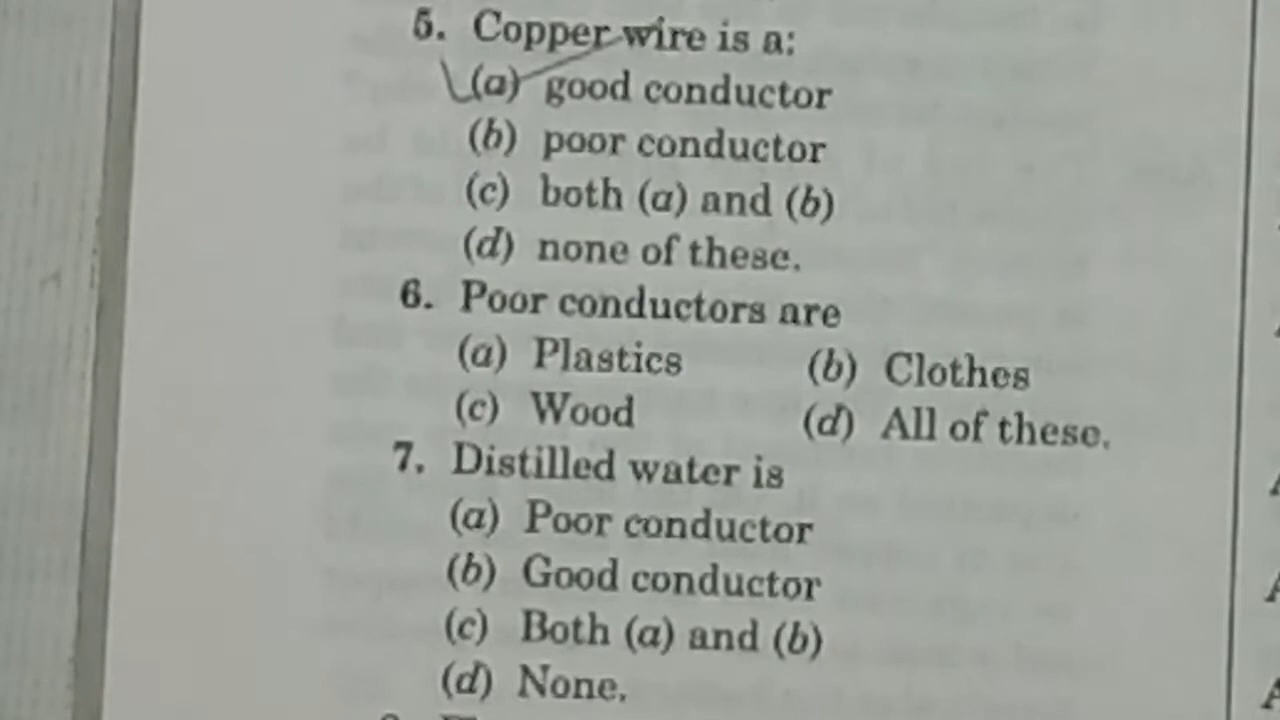 5. Copper wire is a:
(a) good conductor
(b) poor conductor
(c) both (a) and (b)
(d) none of these.
6. Poor conductors are
(a) Plastics (b) Clothes
(c) Wood (d) All of these.
7. Distilled water is
(a) Poor conductor
(b) Good conductor
(c) Both (a) and (b)
(d) None.